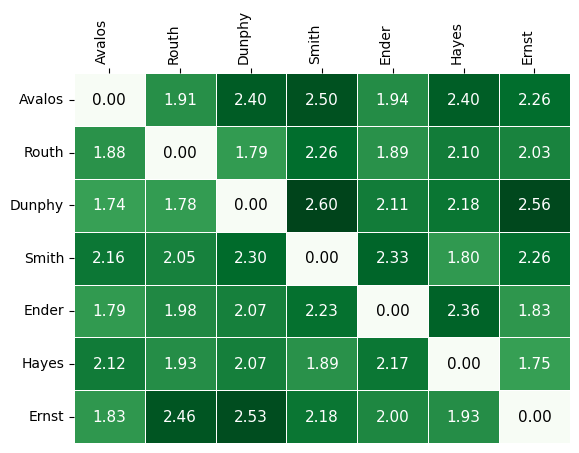 Avalos Routh Dunphy Smith Ender Hayes Ernst
Avalos 0.00 1.91 2.40 2.50 1.94 2.40 2.26
Routh 1.88 0.00 1.79 2.26 1.89 2.10 2.03
Dunphy 1.74 1.78 0.00 2.60 2.11 2.18 2.56
Smith 2.16 2.05 2.30 0.00 2.33 1.80 2.26
Ender 1.79 1.98 2.07 2.23 0.00 2.36 1.83
Hayes 2.12 1.93 2.07 1.89 2.17 0.00 1.75
Ernst 1.83 2.46 2.53 2.18 2.00 1.93 0.00